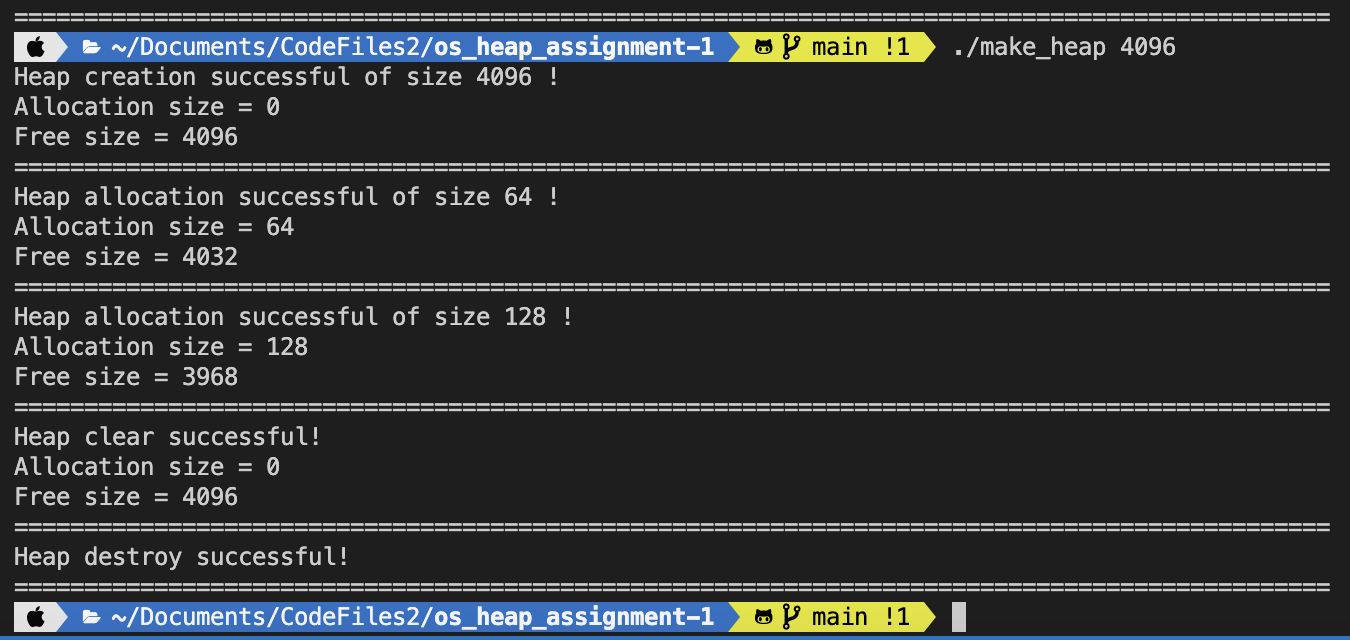 ================================================================================================
~/Documents/CodeFiles2/os_heap_assignment-1 main !1 ./make_heap 4096
Heap creation successful of size 4096 !
Allocation size = 0
Free size = 4096
================================================================================================
Heap allocation successful of size 64 !
Allocation size = 64
Free size = 4032
================================================================================================
Heap allocation successful of size 128 !
Allocation size = 128
Free size = 3968
================================================================================================
Heap clear successful!
Allocation size = 0
Free size = 4096
================================================================================================
Heap destroy successful!
================================================================================================
~/Documents/CodeFiles2/os_heap_assignment-1 main !1